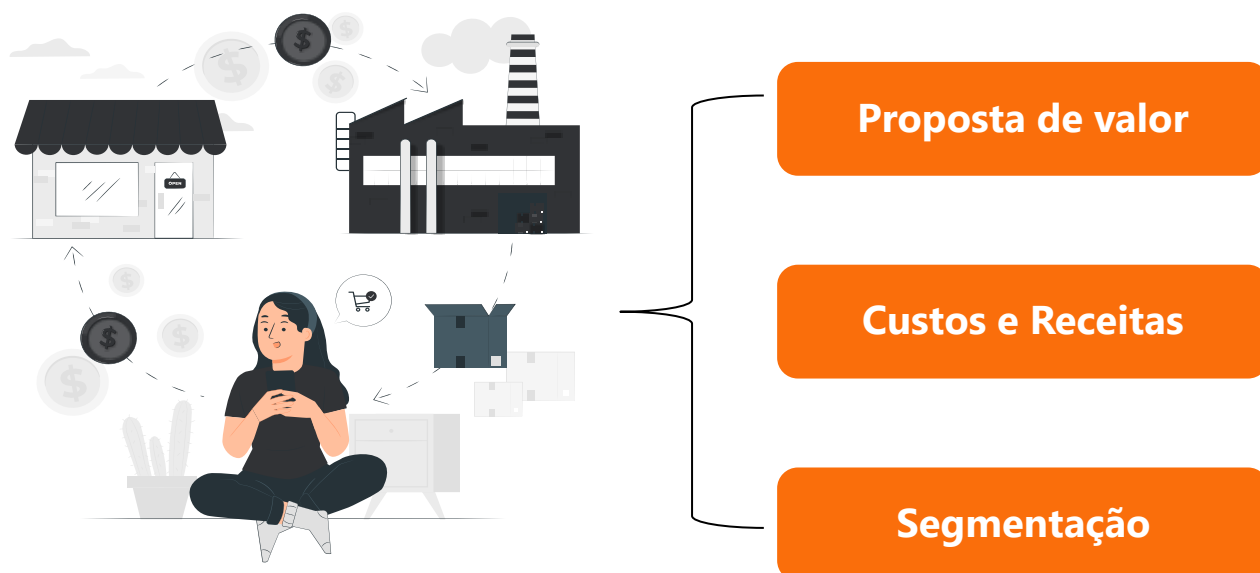 OPEN
Proposta de valor
Custos e Receitas
Segmentação